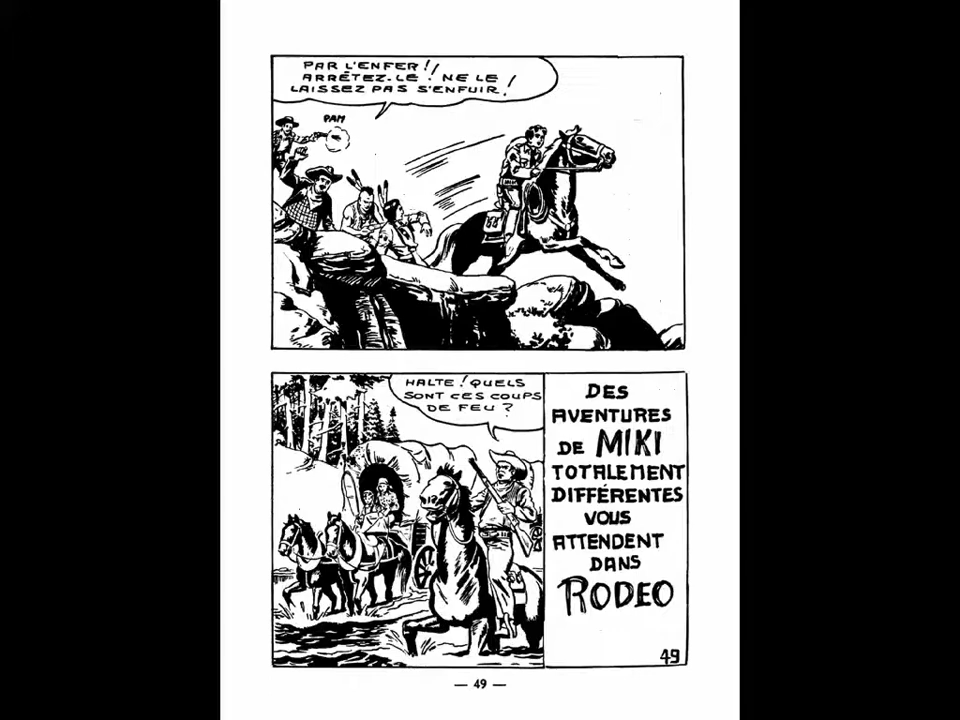 PAR L'ENFER!!
ARRÊTEZ-LE! NE LE
LAISSEZ PAS S'ENFUIR!
PAM
HALTE! QUELS
SONT CES COUPS
DE FEU?
DES
AVENTURES
DE MIKI
TOTALEMENT
DIFFÉRENTES
VOUS
ATTENDENT
DANS
RODEO
49
— 49 —